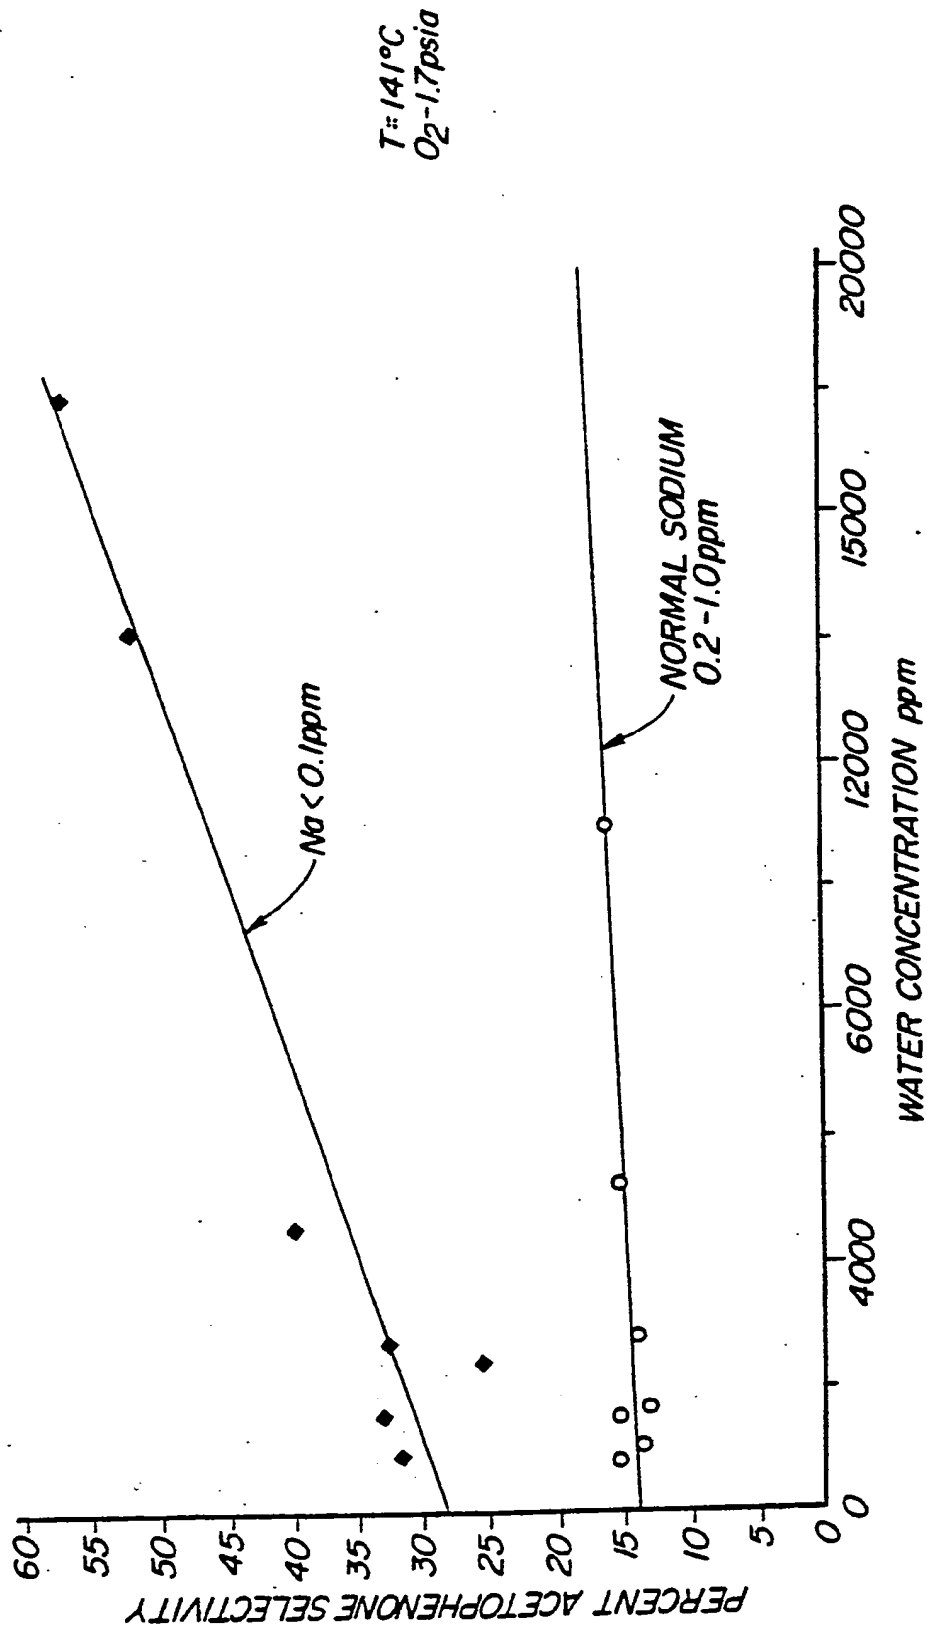 T=141°C
O2-1.7psia
60
55
50
45
40
35
30
25
20
15
10
5
0
PERCENT ACETOPHENONE SELECTIVITY
Na<0.1ppm
NORMAL SODIUM
0.2-1.0ppm
0
4000
6000
12000
15000
20000
WATER CONCENTRATION ppm